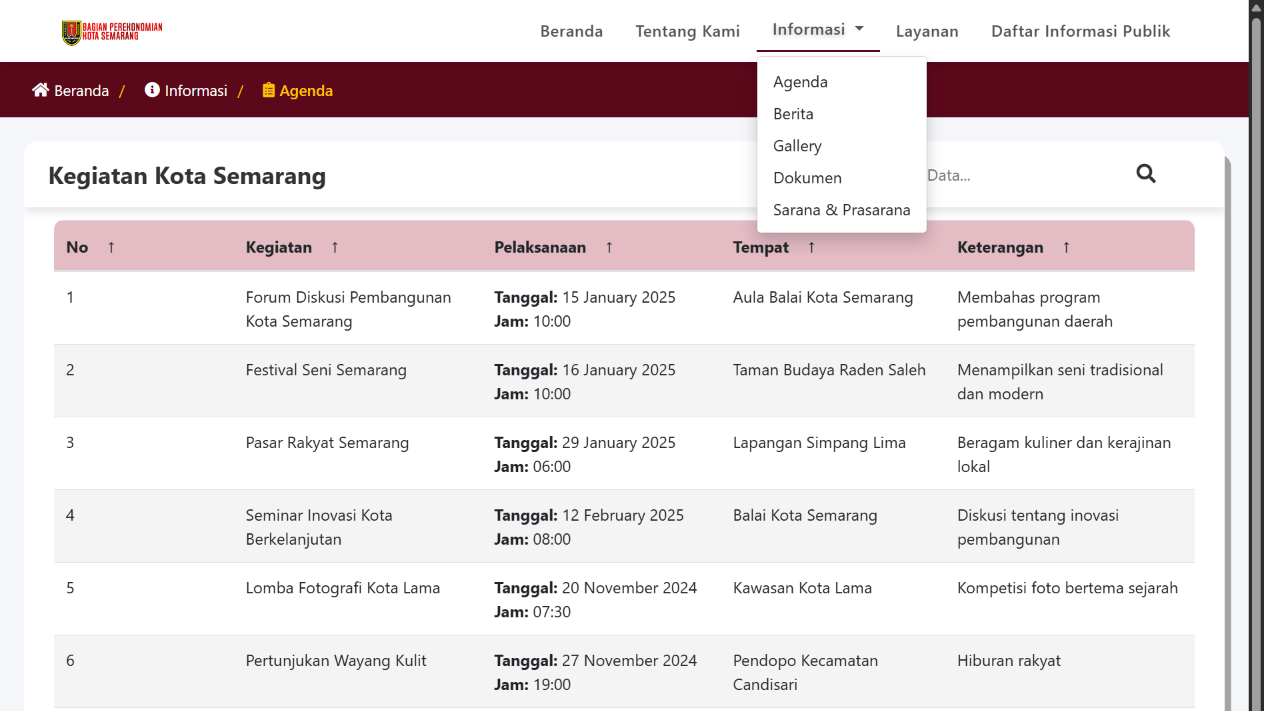 BAGIAN PEREKONOMIAN
KOTA SEMARANG
Beranda
Tentang Kami
Informasi
Layanan
Daftar Informasi Publik
Agenda
Berita
Gallery
Dokumen
Sarana & Prasarana
Beranda / Informasi / Agenda
Kegiatan Kota Semarang
Data...
No ↑ Kegiatan ↑ Pelaksanaan ↑ Tempat ↑ Keterangan ↑
1
Forum Diskusi Pembangunan
Kota Semarang
Tanggal: 15 January 2025
Jam: 10:00
Aula Balai Kota Semarang
Membahas program
pembangunan daerah
2
Festival Seni Semarang
Tanggal: 16 January 2025
Jam: 10:00
Taman Budaya Raden Saleh
Menampilkan seni tradisional
dan modern
3
Pasar Rakyat Semarang
Tanggal: 29 January 2025
Jam: 06:00
Lapangan Simpang Lima
Beragam kuliner dan kerajinan
lokal
4
Seminar Inovasi Kota
Berkelanjutan
Tanggal: 12 February 2025
Jam: 08:00
Balai Kota Semarang
Diskusi tentang inovasi
pembangunan
5
Lomba Fotografi Kota Lama
Tanggal: 20 November 2024
Jam: 07:30
Kawasan Kota Lama
Kompetisi foto bertema sejarah
6
Pertunjukan Wayang Kulit
Tanggal: 27 November 2024
Jam: 19:00
Pendopo Kecamatan
Candisari
Hiburan rakyat